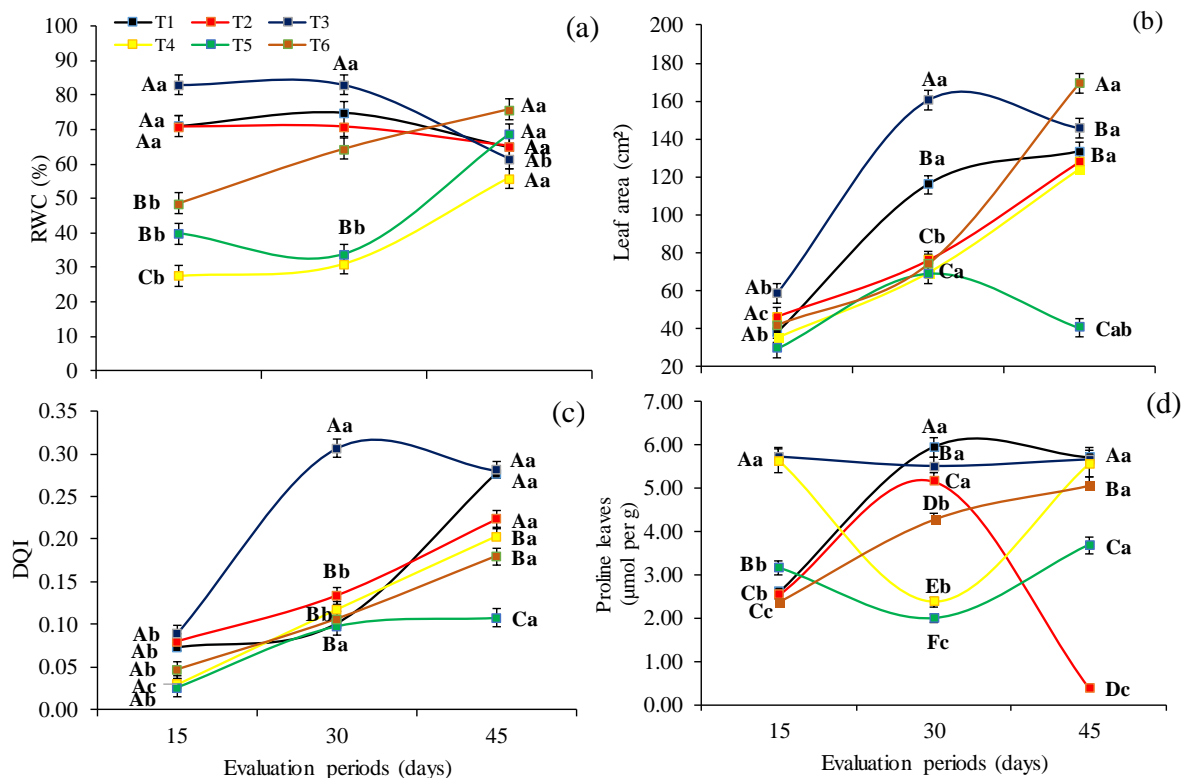 T1 T2 T3
T4 T5 T6
(a)
RWC (%)
100
90
80
70
60
50
40
30
20
10
0
Aa
Aa
Aa
Bb
Bb
Cb
Aa
Bb
Aa
Aa
Aa
Ab
Aa
(b)
Leaf area (cm²)
180
160
140
120
100
80
60
40
20
Ab
Ac
Ab
Aa
Ba
Cb
Ca
Aa
Ba
Ba
Cab
(c)
DQI
0.35
0.30
0.25
0.20
0.15
0.10
0.05
0.00
Ab
Ab
Ab
Ac
Ab
Aa
Bb
Bb
Ba
Aa
Aa
Aa
Ba
Ba
Ca
15 30 45
Evaluation periods (days)
(d)
Proline leaves
(µmol per g)
7.00
6.00
5.00
4.00
3.00
2.00
1.00
0.00
Aa
Bb
Cb
Cc
Aa
Ba
Ca
Db
Eb
Fc
Aa
Ba
Ca
Dc
15 30 45
Evaluation periods (days)